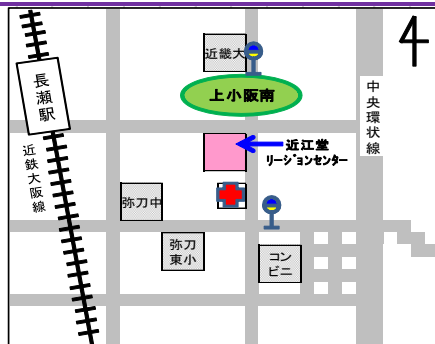 近畿大
上小阪南
長瀬駅
中央環状線
近鉄大阪線
近江堂
リージョンセンター
弥刀中
弥刀
東小
コン
ビニ